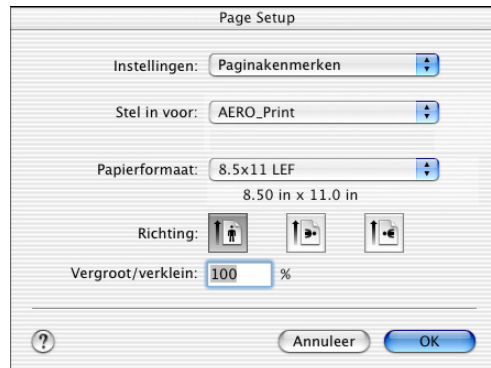 Page Setup
Instellingen: Paginakenmerken
Stel in voor: AERO_Print
Papierformaat: 8.5x11 LEF
8.50 in x 11.0 in
Richting:
Vergroot/verklein: 100 %
? Annuleer OK